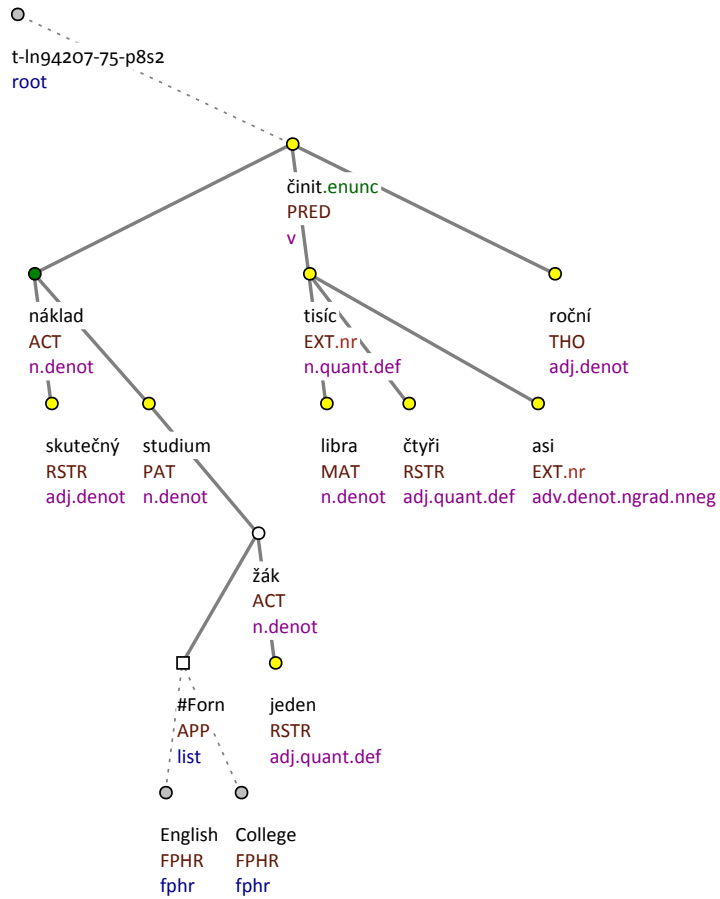 t-ln94207-75-p8s2
root
činit.enunc
PRED
v
náklad
ACT
n.denot
tisíc
EXT.nr
n.quant.def
roční
THO
adj.denot
skutečný
RSTR
adj.denot
studium
PAT
n.denot
libra
MAT
n.denot
čtyři
RSTR
adj.quant.def
asi
EXT.nr
adv.denot.ngrad.nneg
žák
ACT
n.denot
#Forn
APP
list
jeden
RSTR
adj.quant.def
English
FPHR
fphr
College
FPHR
fphr